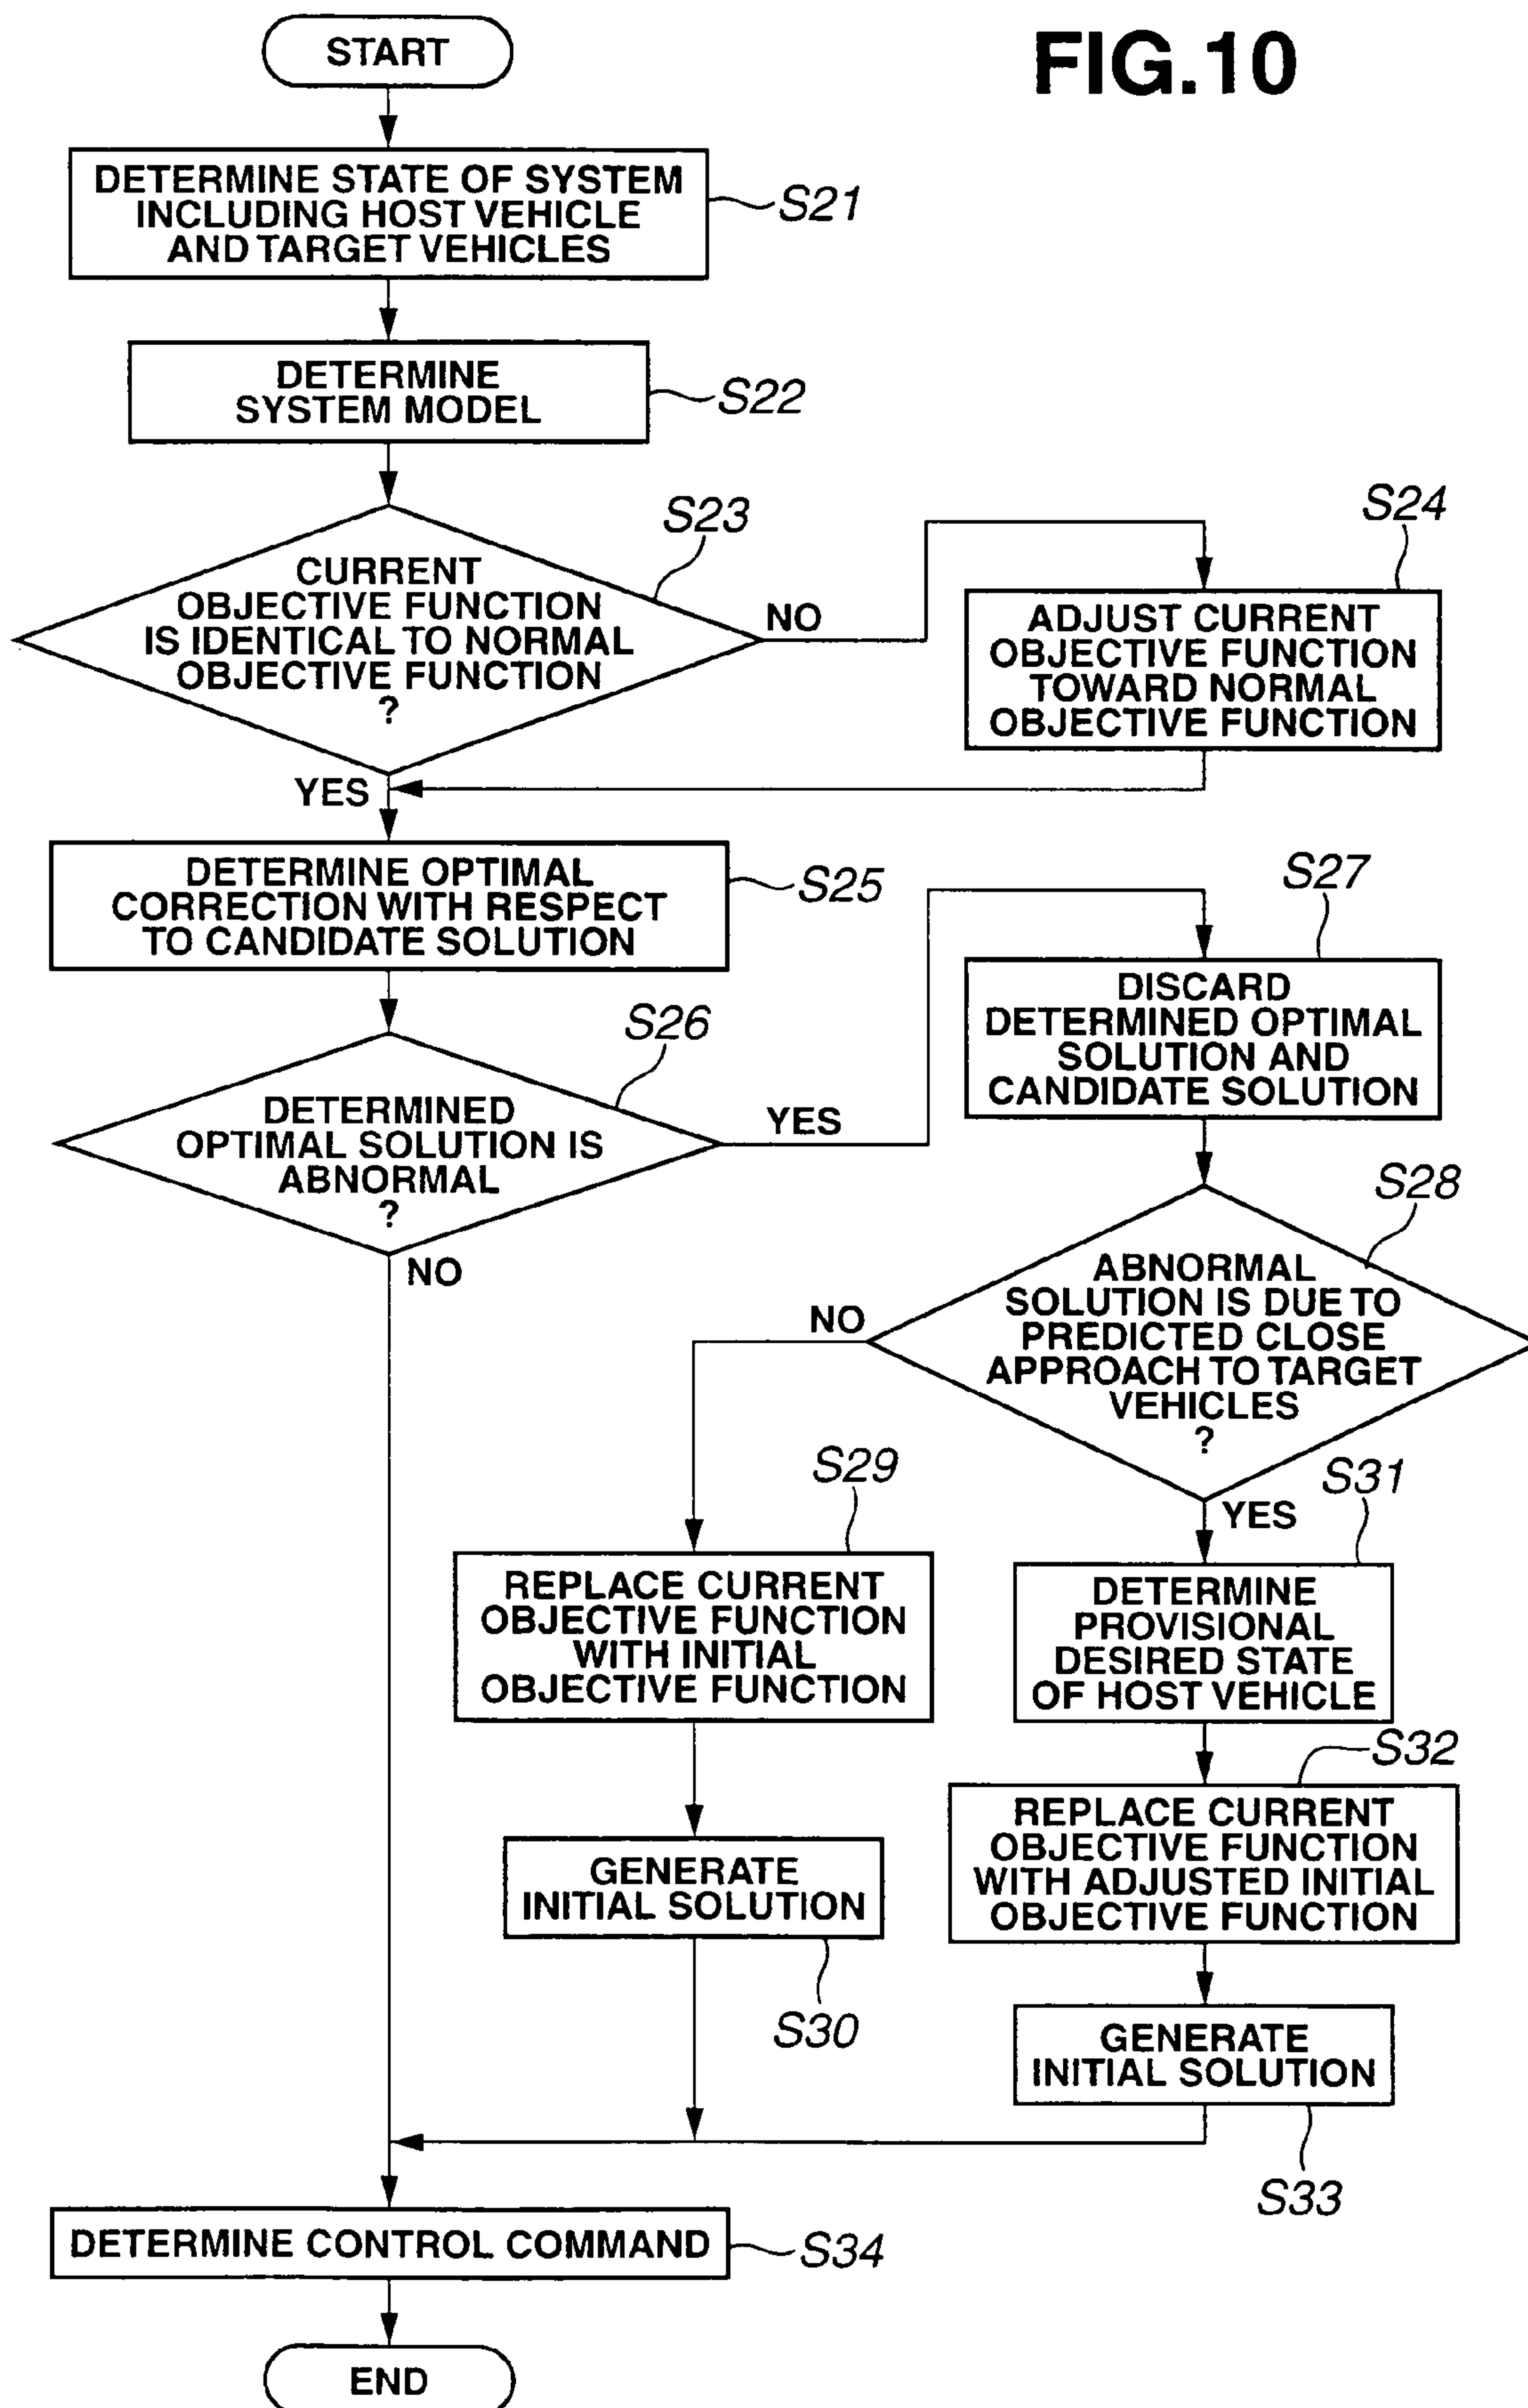 START
FIG.10
DETERMINE STATE OF SYSTEM
INCLUDING HOST VEHICLE
AND TARGET VEHICLES
S21
DETERMINE
SYSTEM MODEL
S22
S23
CURRENT
OBJECTIVE FUNCTION
IS IDENTICAL TO NORMAL
OBJECTIVE FUNCTION
?
NO
S24
ADJUST CURRENT
OBJECTIVE FUNCTION
TOWARD NORMAL
OBJECTIVE FUNCTION
YES
DETERMINE OPTIMAL
CORRECTION WITH RESPECT
TO CANDIDATE SOLUTION
S25
S26
DETERMINED
OPTIMAL SOLUTION IS
ABNORMAL
?
YES
NO
S27
DISCARD
DETERMINED OPTIMAL
SOLUTION AND
CANDIDATE SOLUTION
S28
ABNORMAL
SOLUTION IS DUE TO
PREDICTED CLOSE
APPROACH TO TARGET
VEHICLES
?
NO
YES
S29
REPLACE CURRENT
OBJECTIVE FUNCTION
WITH INITIAL
OBJECTIVE FUNCTION
S31
DETERMINE
PROVISIONAL
DESIRED STATE
OF HOST VEHICLE
S32
REPLACE CURRENT
OBJECTIVE FUNCTION
WITH ADJUSTED INITIAL
OBJECTIVE FUNCTION
GENERATE
INITIAL SOLUTION
S30
GENERATE
INITIAL SOLUTION
S33
DETERMINE CONTROL COMMAND
S34
END